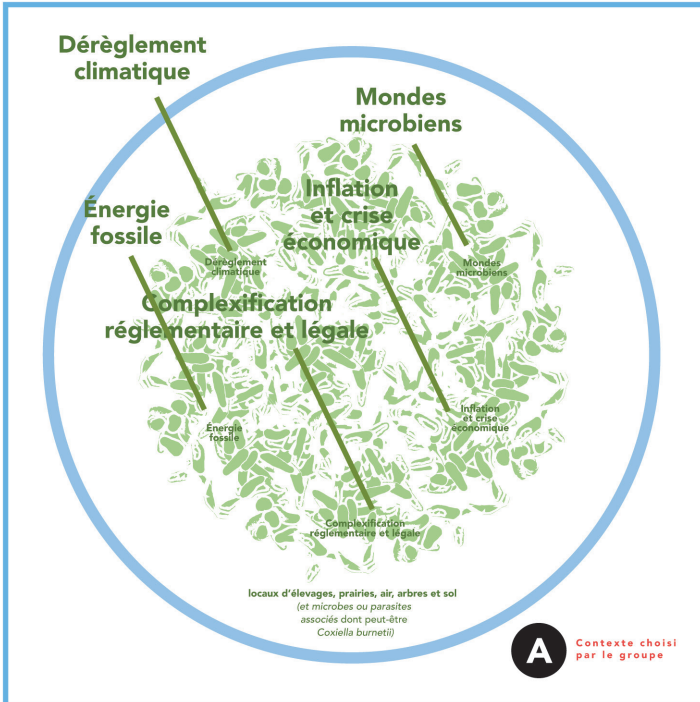 Dérèglement
climatique
Mondes
microbiens
Inflation
et crise
économique
Énergie
fossile
Dérèglement
climatique
Mondes
microbiens
Complexification
réglementaire et légale
Inflation
et crise
économique
Énergie
fossile
Complexification
réglementaire et légale
locaux d'élevages, prairies, air, arbres et sol
(et microbes ou parasites
associés dont peut-être
Coxiella burnetii)
A
Contexte choisi
par le groupe